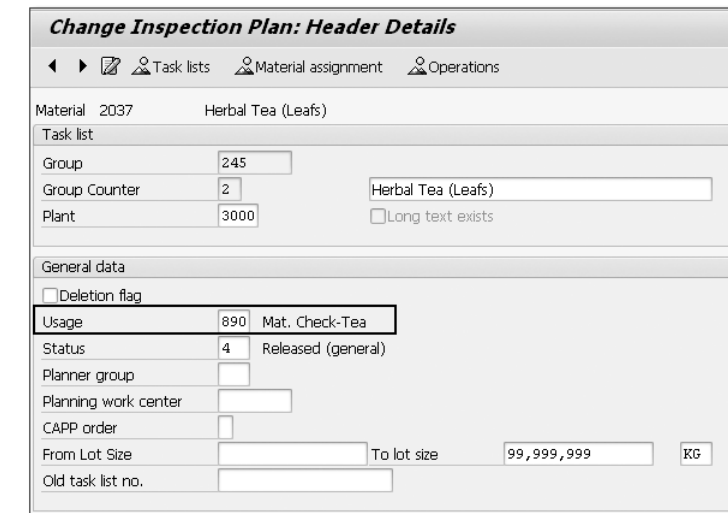 Change Inspection Plan: Header Details
Task lists Material assignment Operations
Material 2037 Herbal Tea (Leafs)
Task list
Group 245
Group Counter 2 Herbal Tea (Leafs)
Plant 3000 Long text exists
General data
Deletion flag
Usage 890 Mat. Check-Tea
Status 4 Released (general)
Planner group
Planning work center
CAPP order
From Lot Size To lot size 99,999,999 KG
Old task list no.